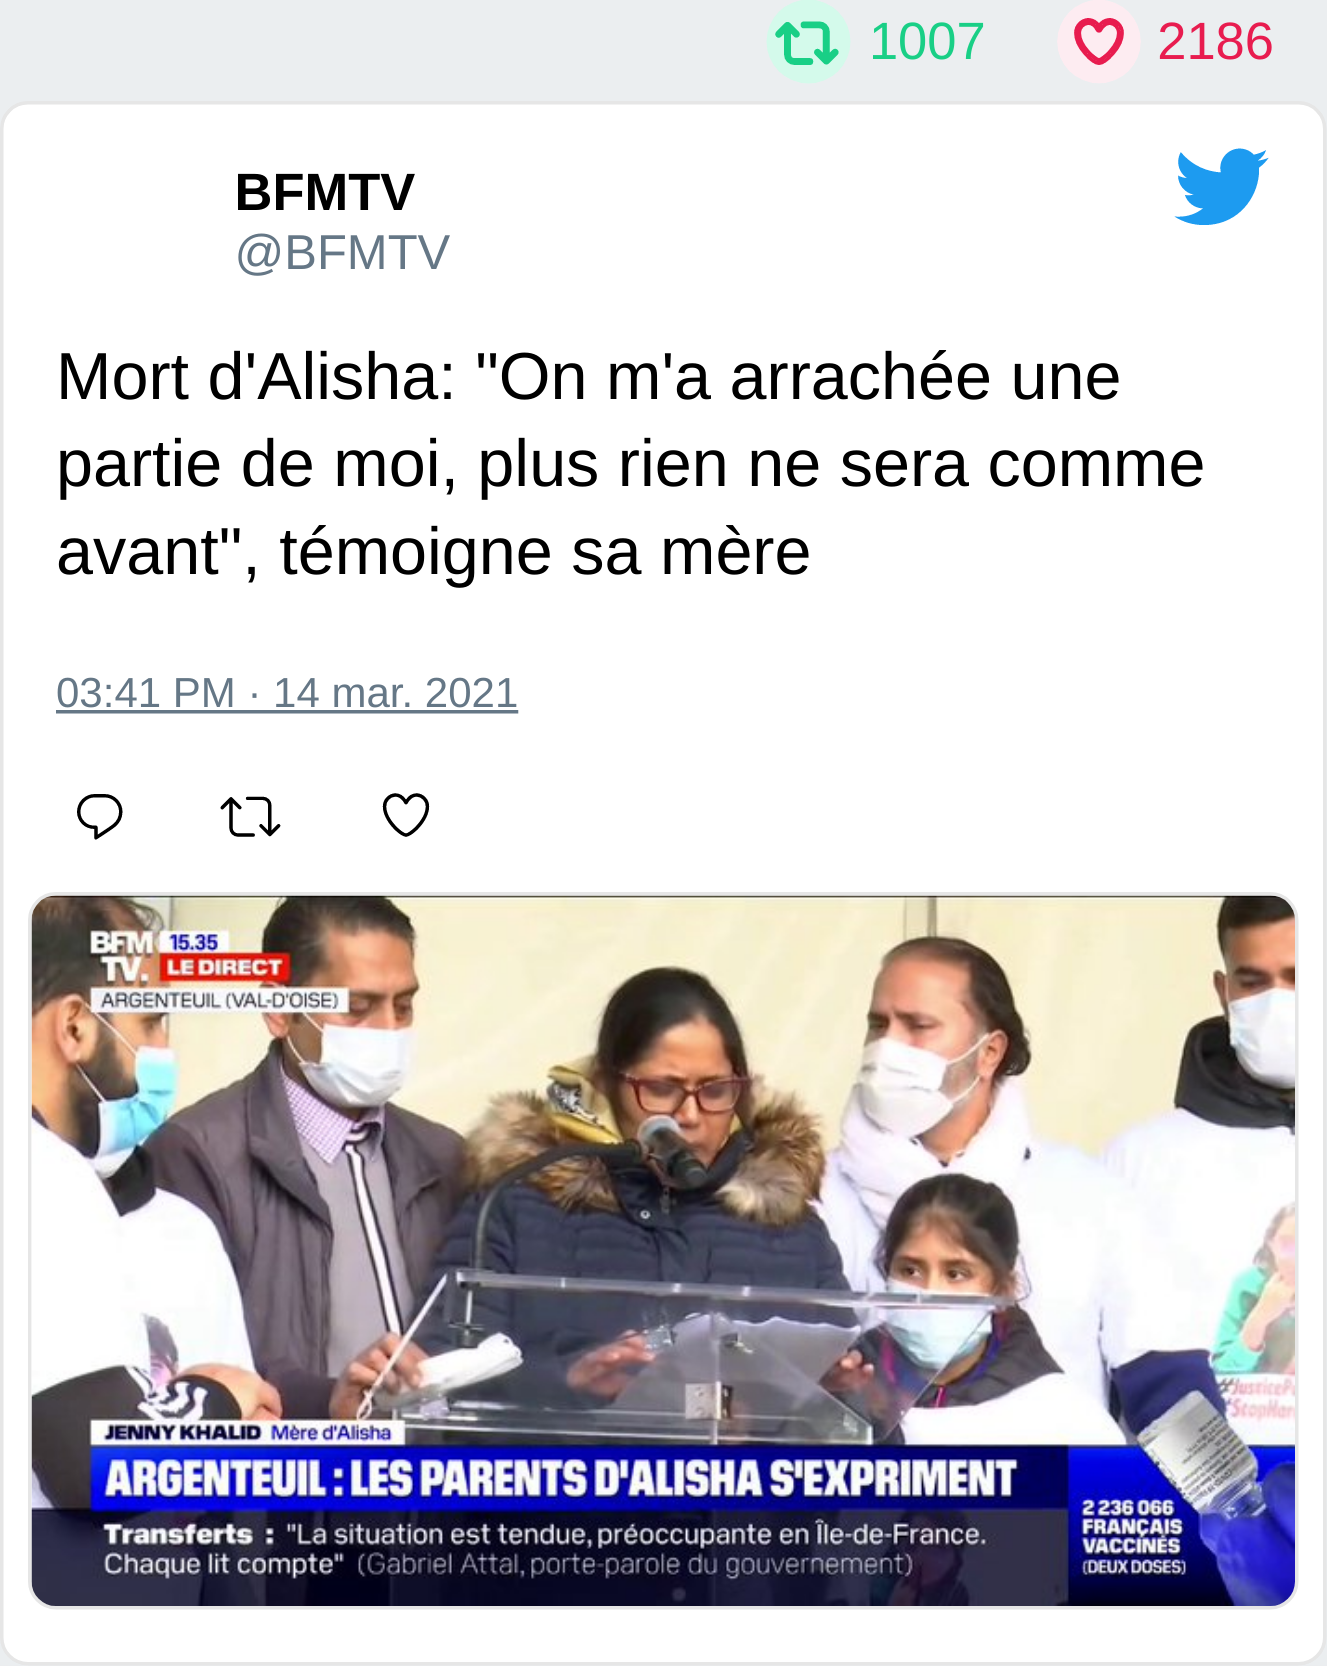 1007 2186
BFMTV
@BFMTV
Mort d'Alisha: "On m'a arrachée une
partie de moi, plus rien ne sera comme
avant", témoigne sa mère
03:41 PM · 14 mar. 2021
BFM 15.35
TV. LE DIRECT
ARGENTEUIL (VAL-D'OISE)
#JusticeP
#StopHar
JENNY KHALID Mère d'Alisha
ARGENTEUIL : LES PARENTS D'ALISHA S'EXPRIMENT
Transferts : "La situation est tendue, préoccupante en Île-de-France.
Chaque lit compte" (Gabriel Attal, porte-parole du gouvernement)
2 236 066
FRANÇAIS
VACCINÉS
(DEUX DOSES)